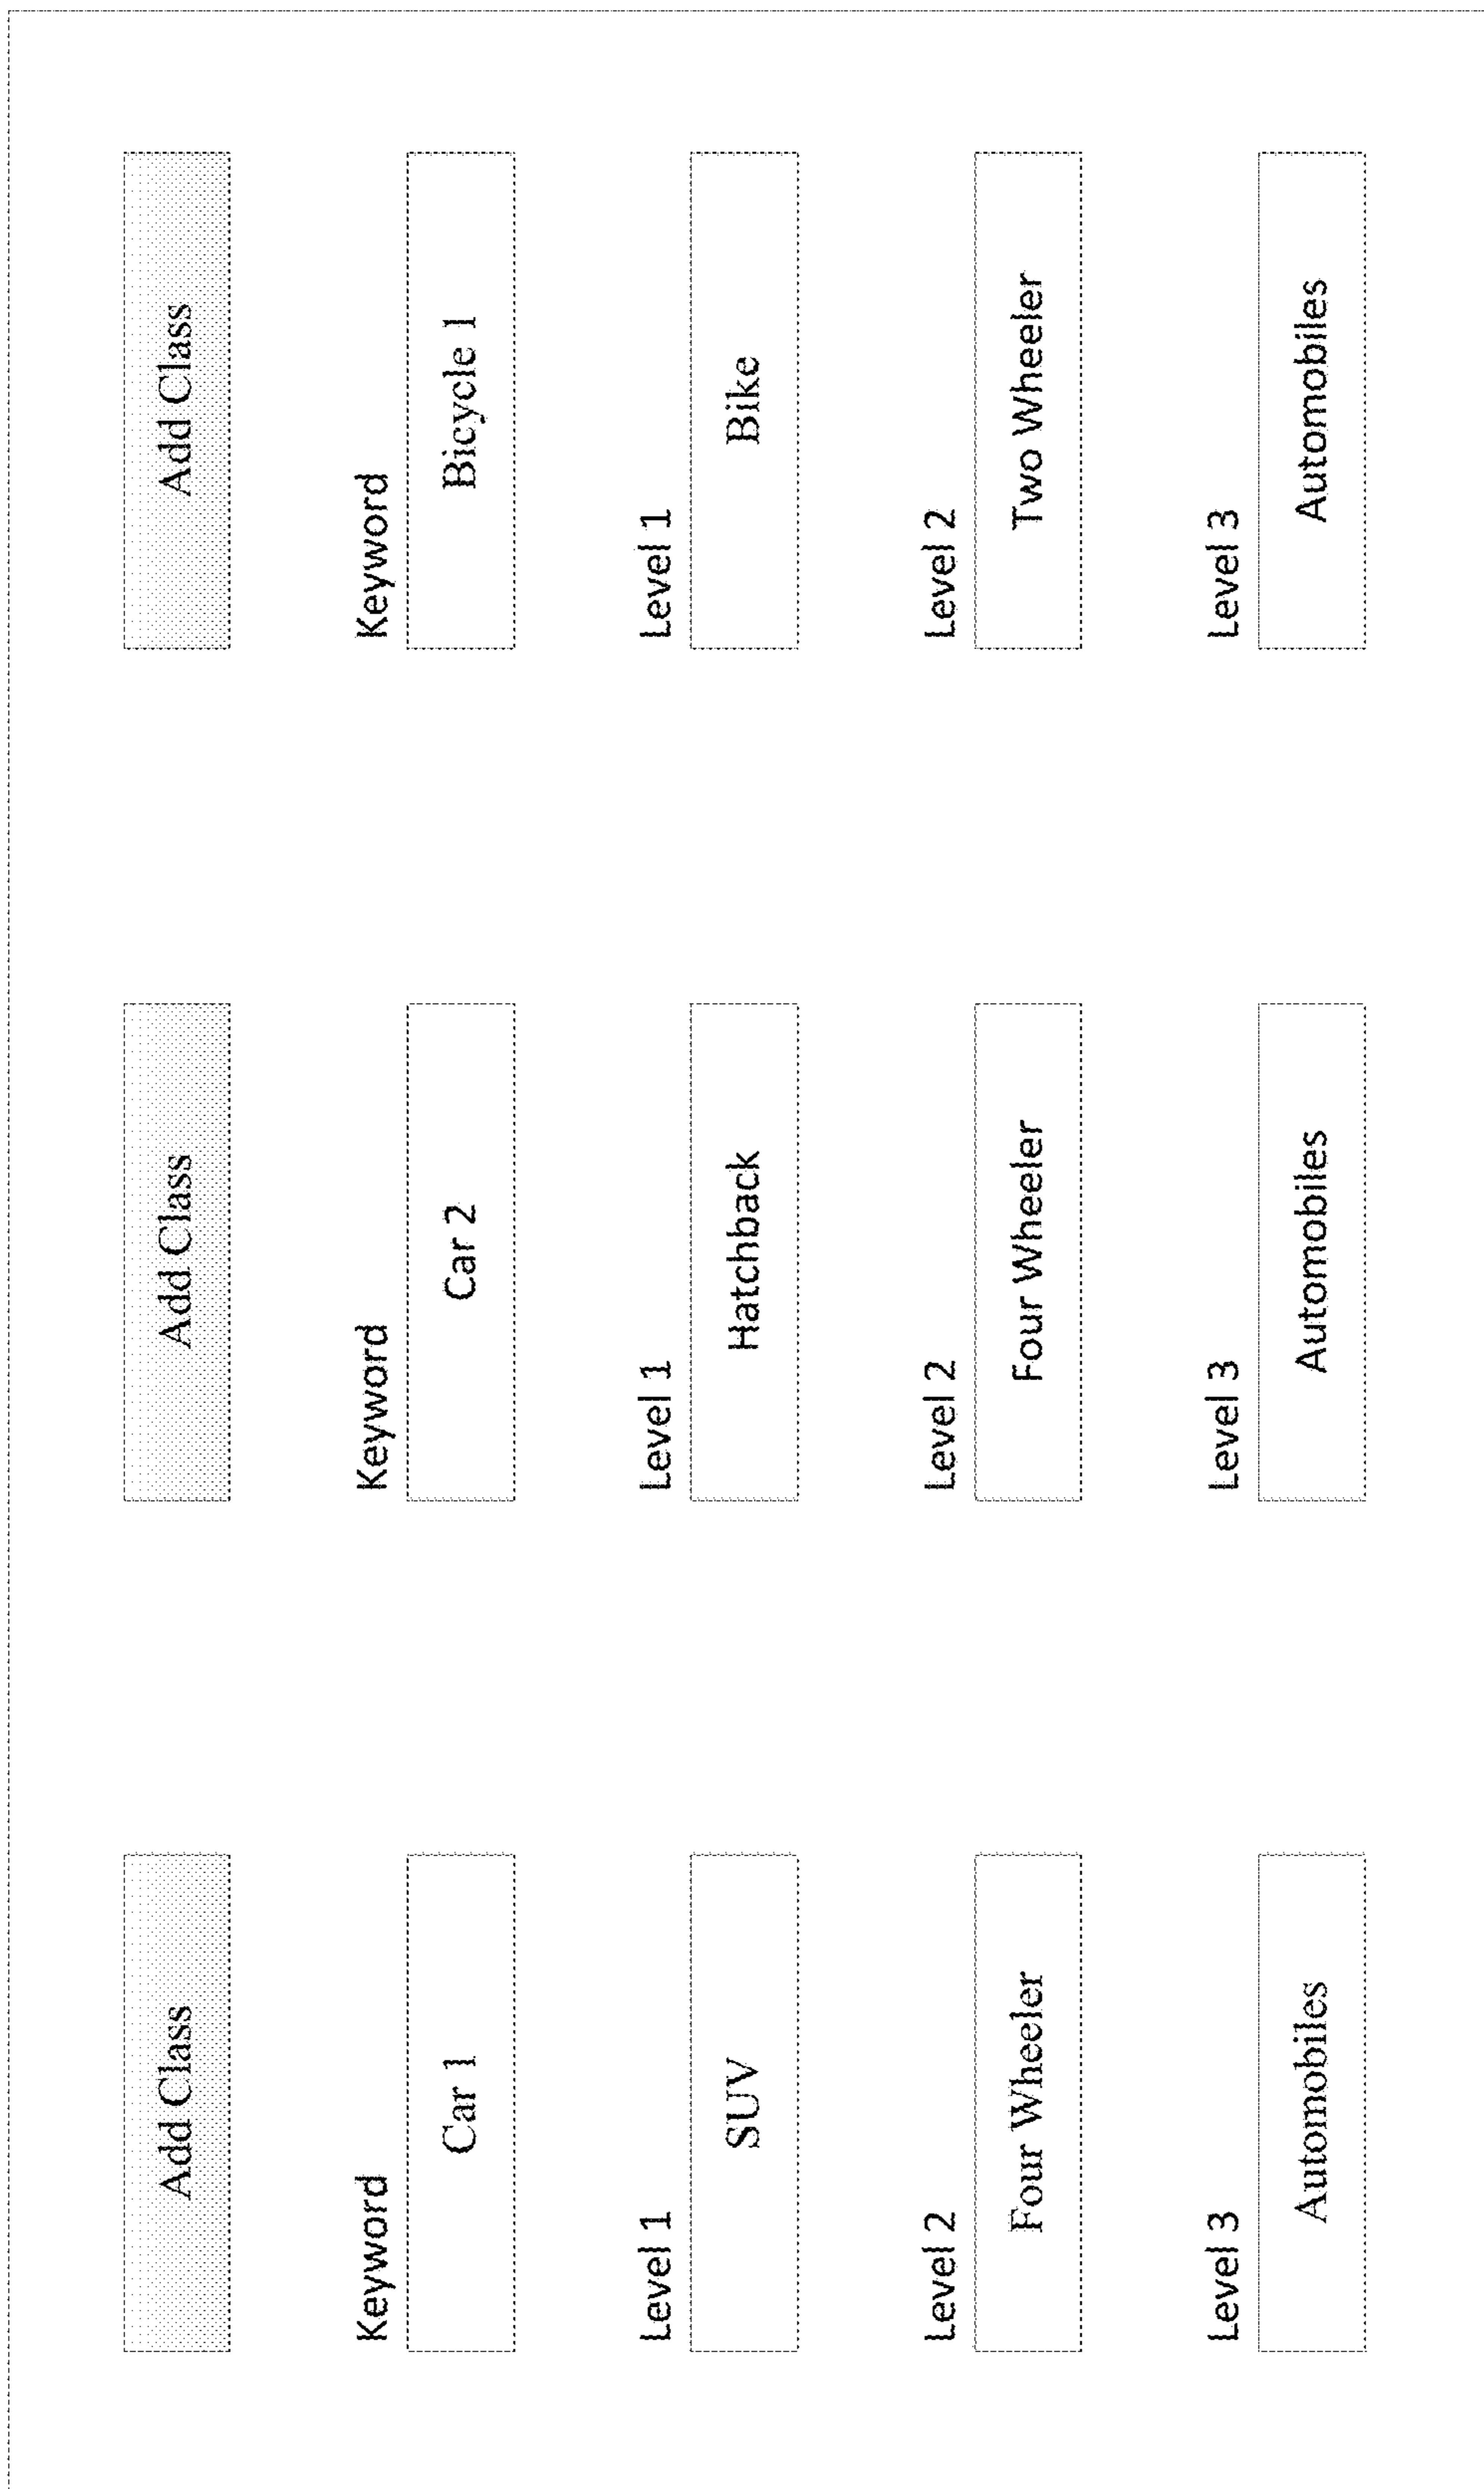 Add Class
Keyword
Car 1
Level 1
SUV
Level 2
Four Wheeler
Level 3
Automobiles
Add Class
Keyword
Car 2
Level 1
Hatchback
Level 2
Four Wheeler
Level 3
Automobiles
Add Class
Keyword
Bicycle 1
Level 1
Bike
Level 2
Two Wheeler
Level 3
Automobiles